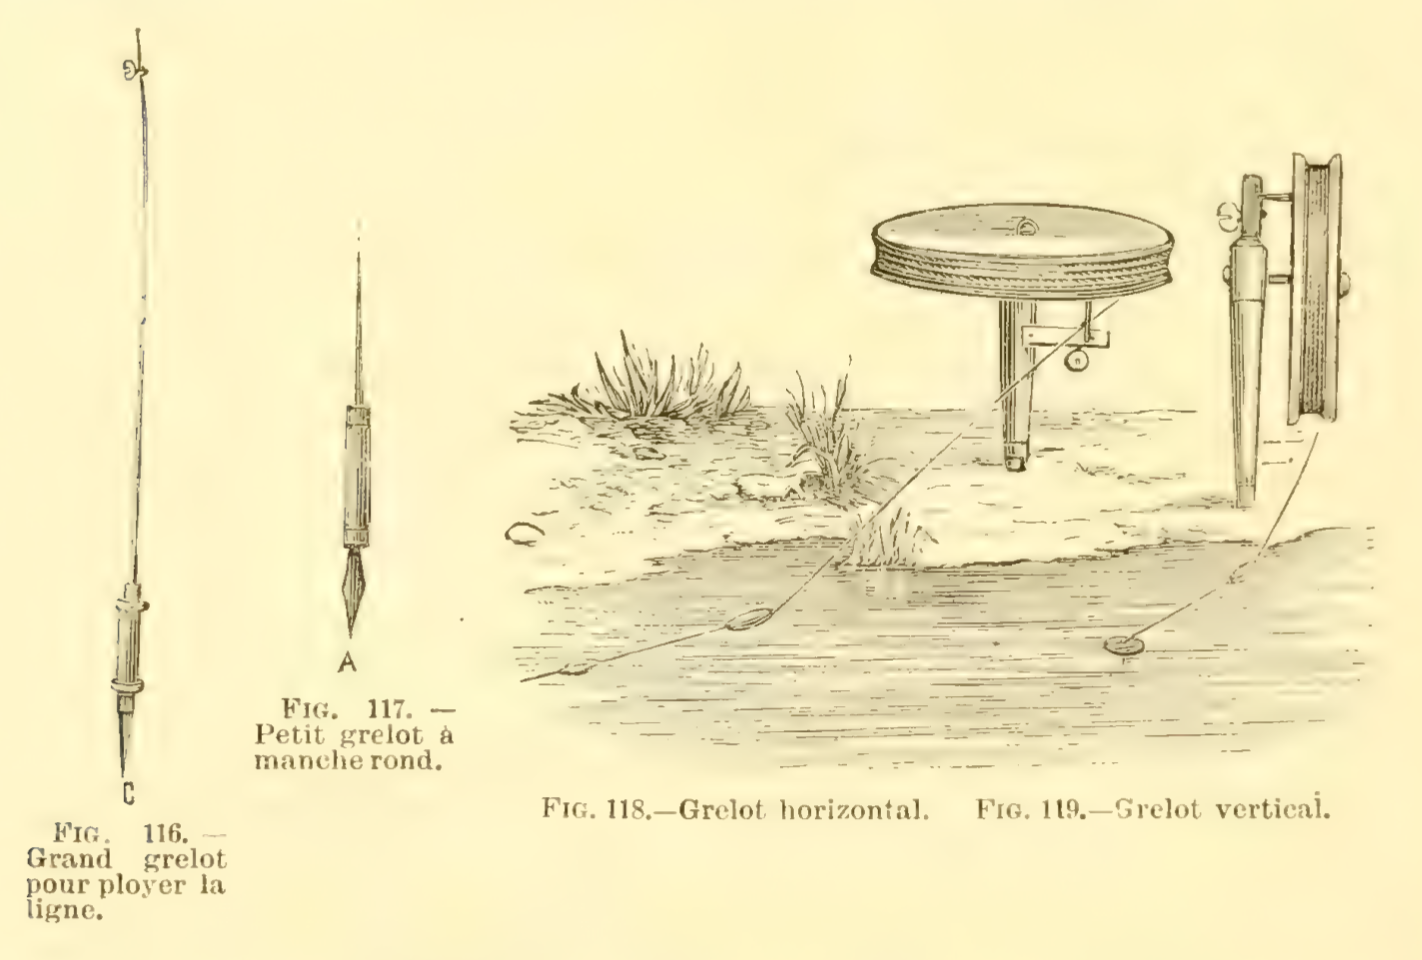 A
FIG. 117. —
Petit grelot à
manche rond.
C
FIG. 116. —
Grand grelot
pour ployer la
ligne.
FIG. 118.—Grelot horizontal.
FIG. 119.—Grelot vertical.